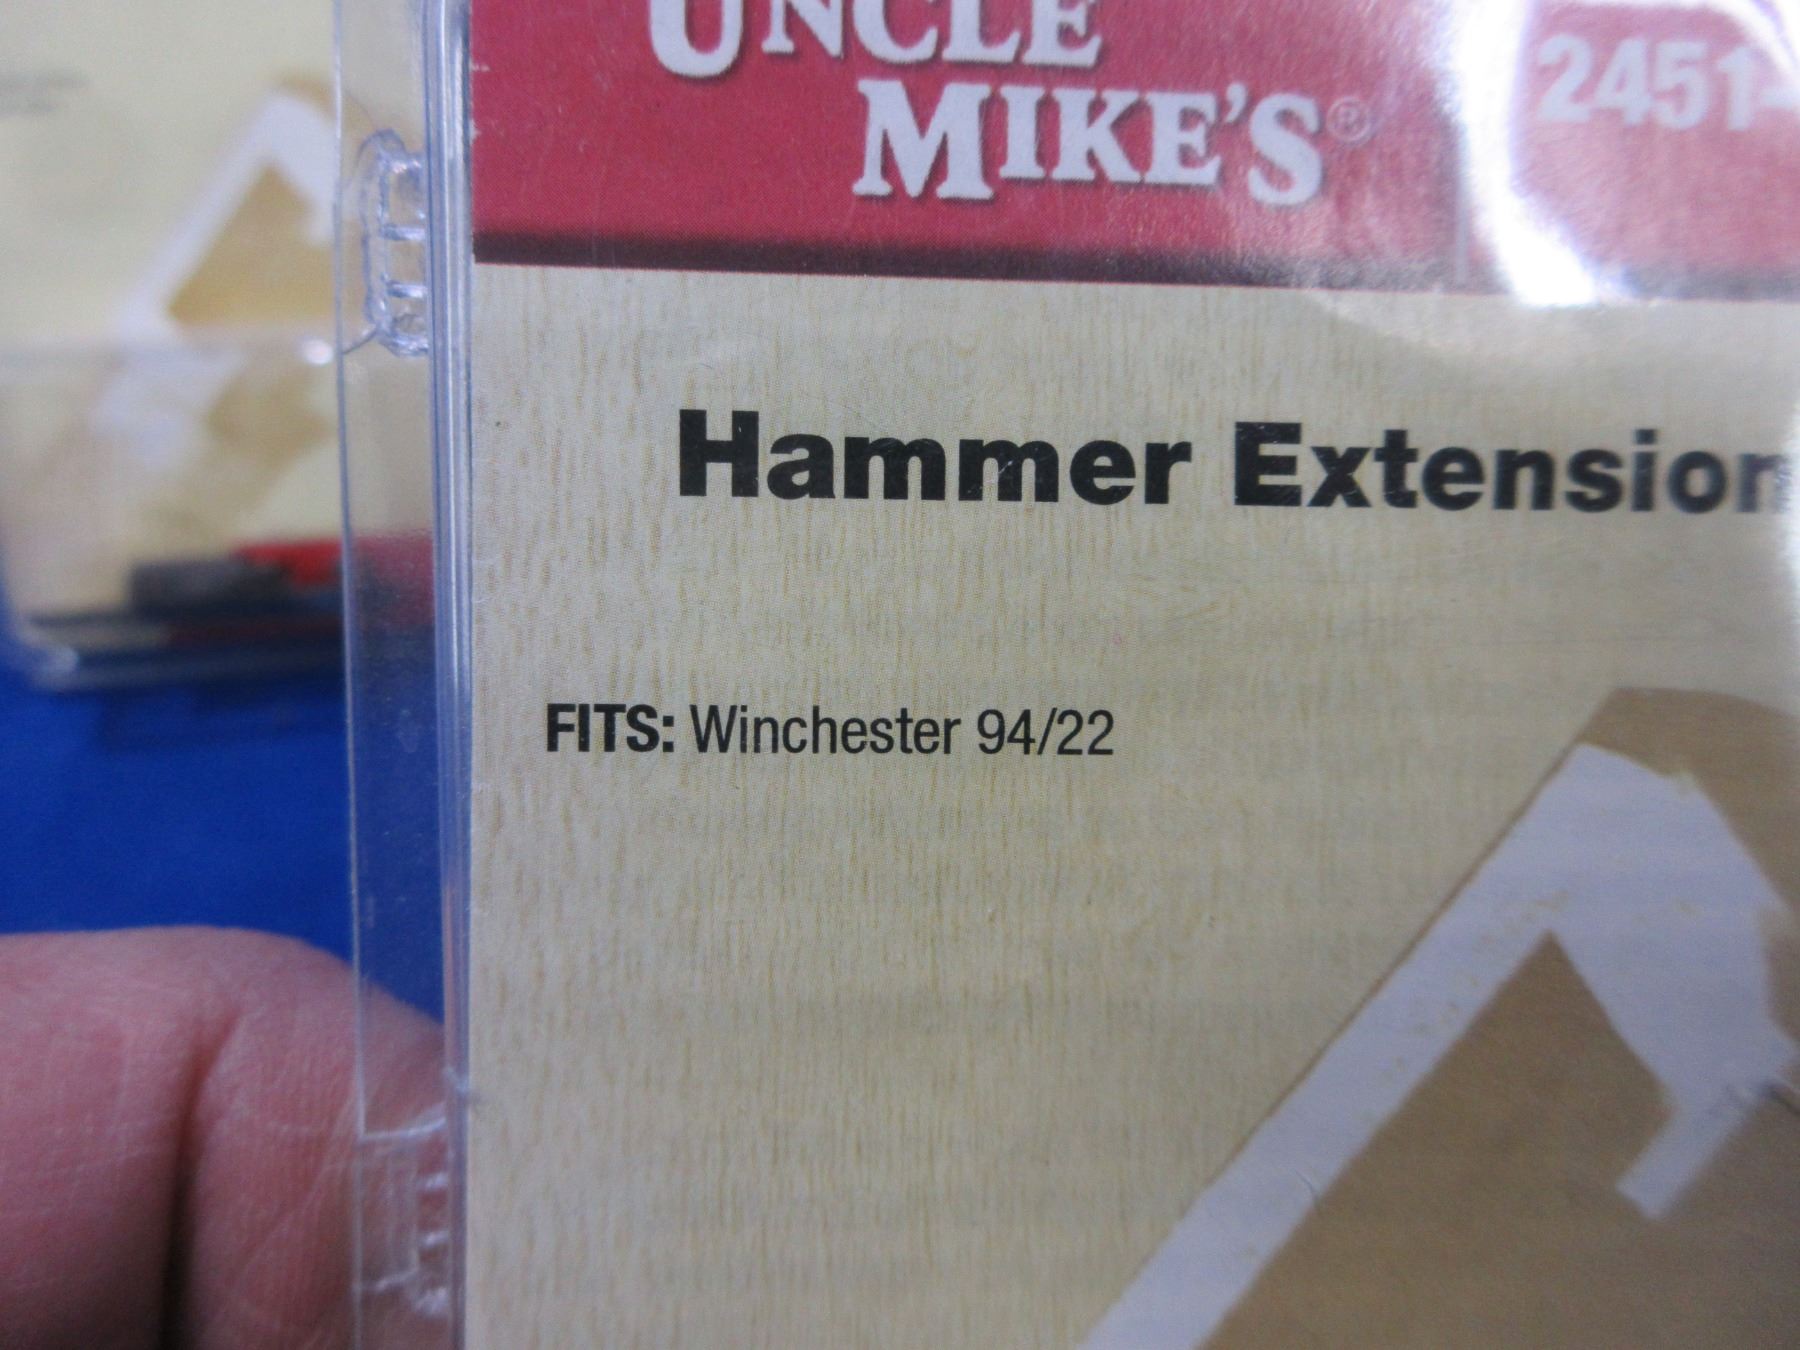 UNCLE
MIKE'S®
2451-
Hammer Extension
FITS: Winchester 94/22